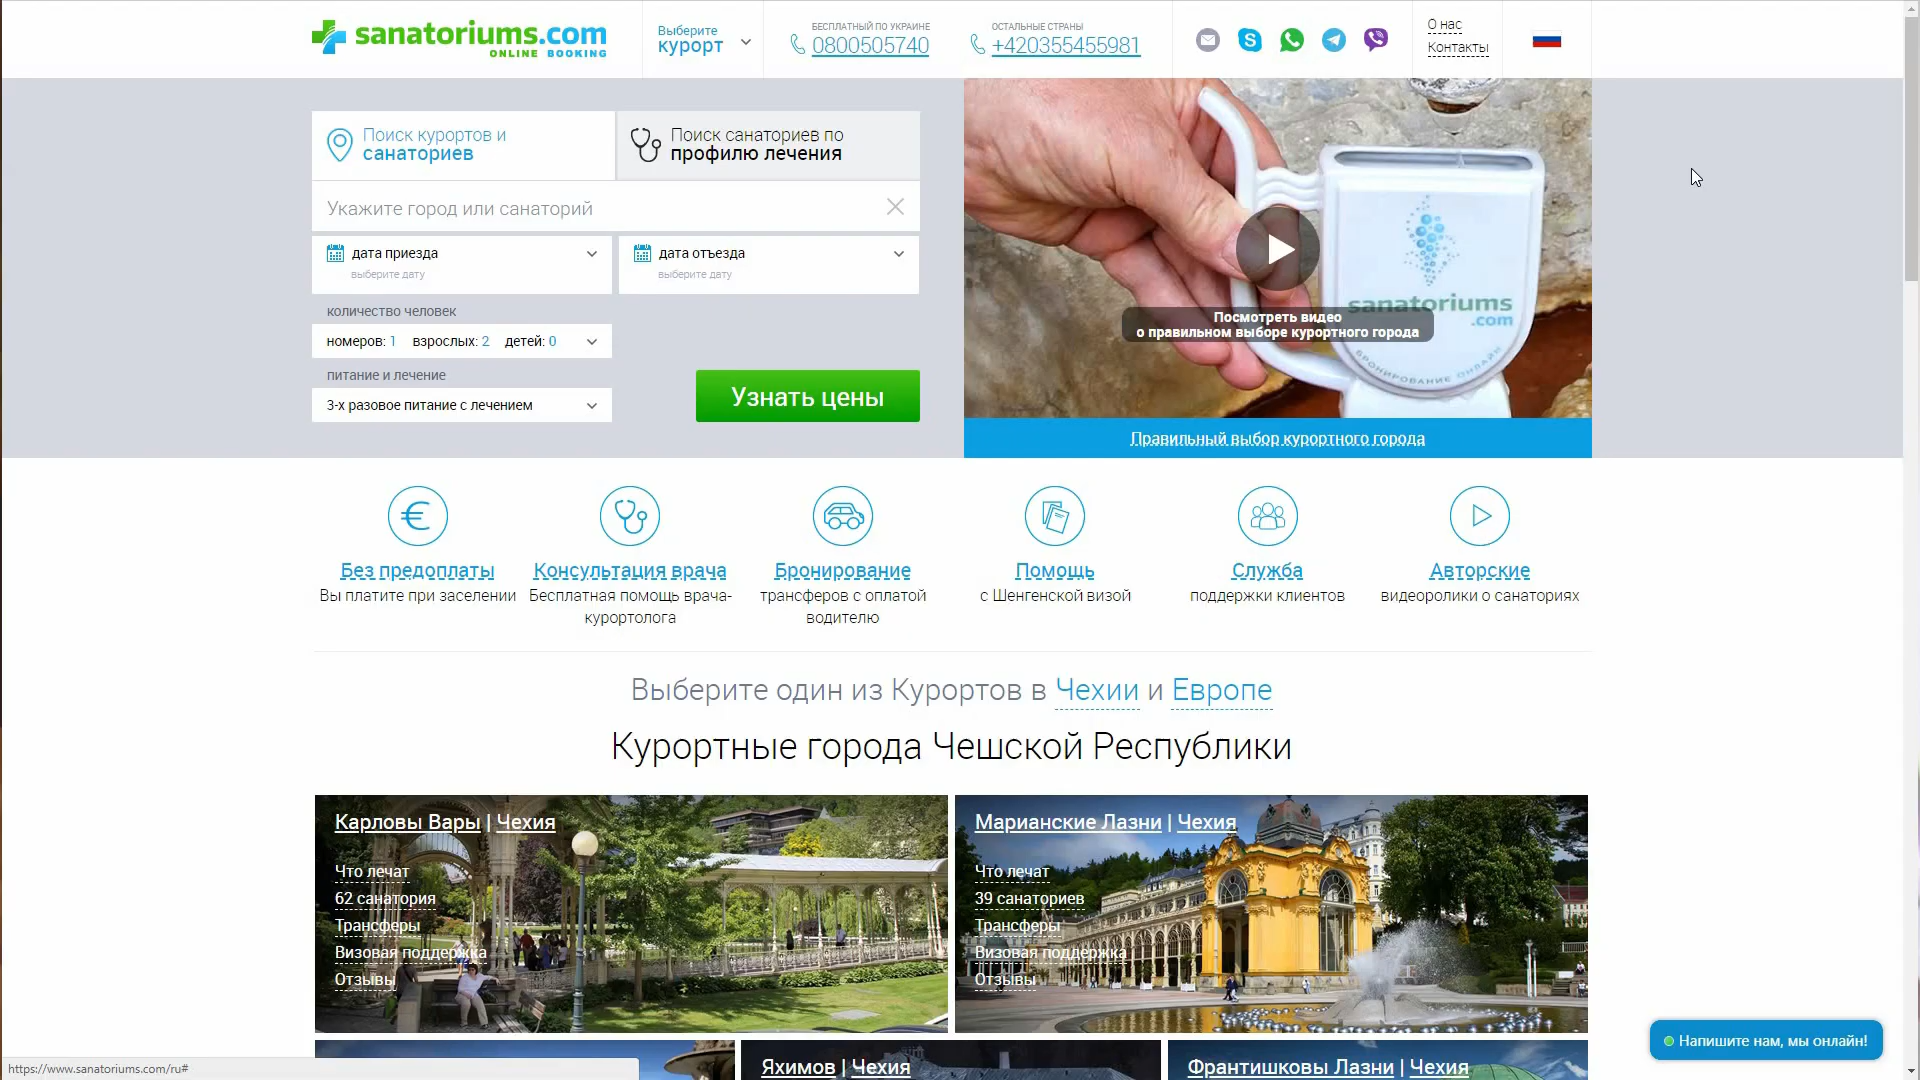 sanatoriums.com
ONLINE BOOKING
Выберите
курорт
БЕСПЛАТНЫЙ ПО УКРАИНЕ
0800505740
ОСТАЛЬНЫЕ СТРАНЫ
+420355455981
О нас
Контакты
Поиск курортов и
санаториев
Поиск санаториев по
профилю лечения
Укажите город или санаторий
дата приезда
выберите дату
дата отъезда
выберите дату
количество человек
номеров: 1 взрослых: 2 детей: 0
питание и лечение
3-х разовое питание с лечением
Узнать цены
sanatoriums
.com
БРОНИРОВАНИЕ ОНЛАЙН
Посмотреть видео
о правильном выборе курортного города
Правильный выбор курортного города
Без предоплаты
Вы платите при заселении
Консультация врача
Бесплатная помощь врача-
курортолога
Бронирование
трансферов с оплатой
водителю
Помощь
с Шенгенской визой
Служба
поддержки клиентов
Авторские
видеоролики о санаториях
Выберите один из Курортов в Чехии и Европе
Курортные города Чешской Республики
Карловы Вары | Чехия
Что лечат
62 санатория
Трансферы
Визовая поддержка
Отзывы
Марианские Лазни | Чехия
Что лечат
39 санаториев
Трансферы
Визовая поддержка
Отзывы
Яхимов | Чехия
Франтишковы Лазни | Чехия
Напишите нам, мы онлайн!
https://www.sanatoriums.com/ru#